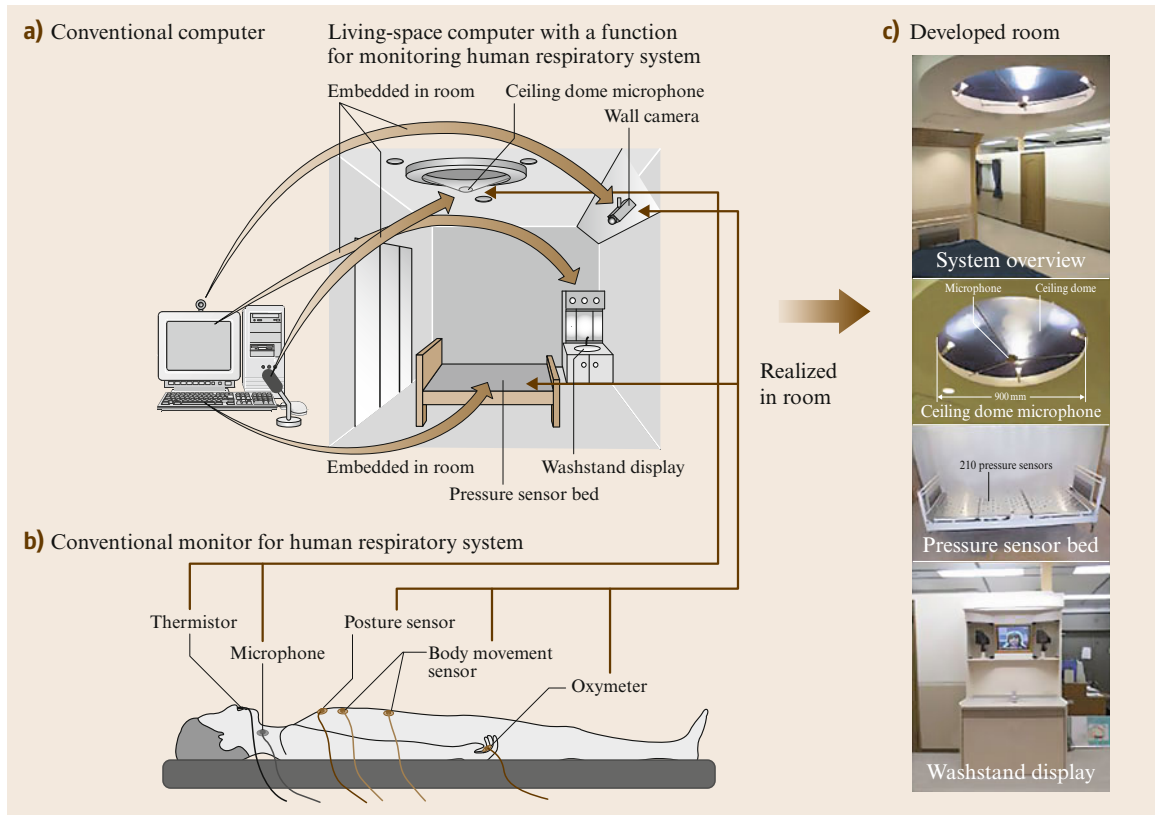 a) Conventional computer
Living-space computer with a function
for monitoring human respiratory system
Embedded in room
Ceiling dome microphone
Wall camera
Embedded in room
Washstand display
Pressure sensor bed
Realized
in room
b) Conventional monitor for human respiratory system
Thermistor
Microphone
Posture sensor
Body movement
sensor
Oxymeter
c) Developed room
System overview
Microphone
Ceiling dome
900 mm
Ceiling dome microphone
210 pressure sensors
Pressure sensor bed
Washstand display